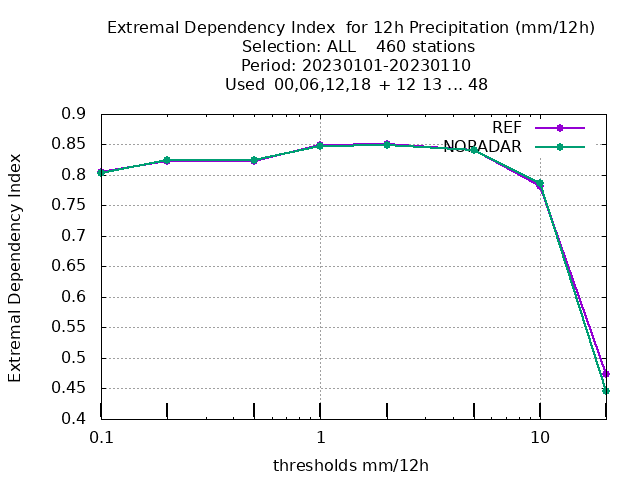 Extremal Dependency Index  for 12h Precipitation (mm/12h)
Selection: ALL    460 stations
Period: 20230101-20230110
Used  00,06,12,18  + 12 13 ... 48
REF
NORADAR
Extremal Dependency Index
0.9
0.85
0.8
0.75
0.7
0.65
0.6
0.55
0.5
0.45
0.4
0.1
1
10
thresholds mm/12h